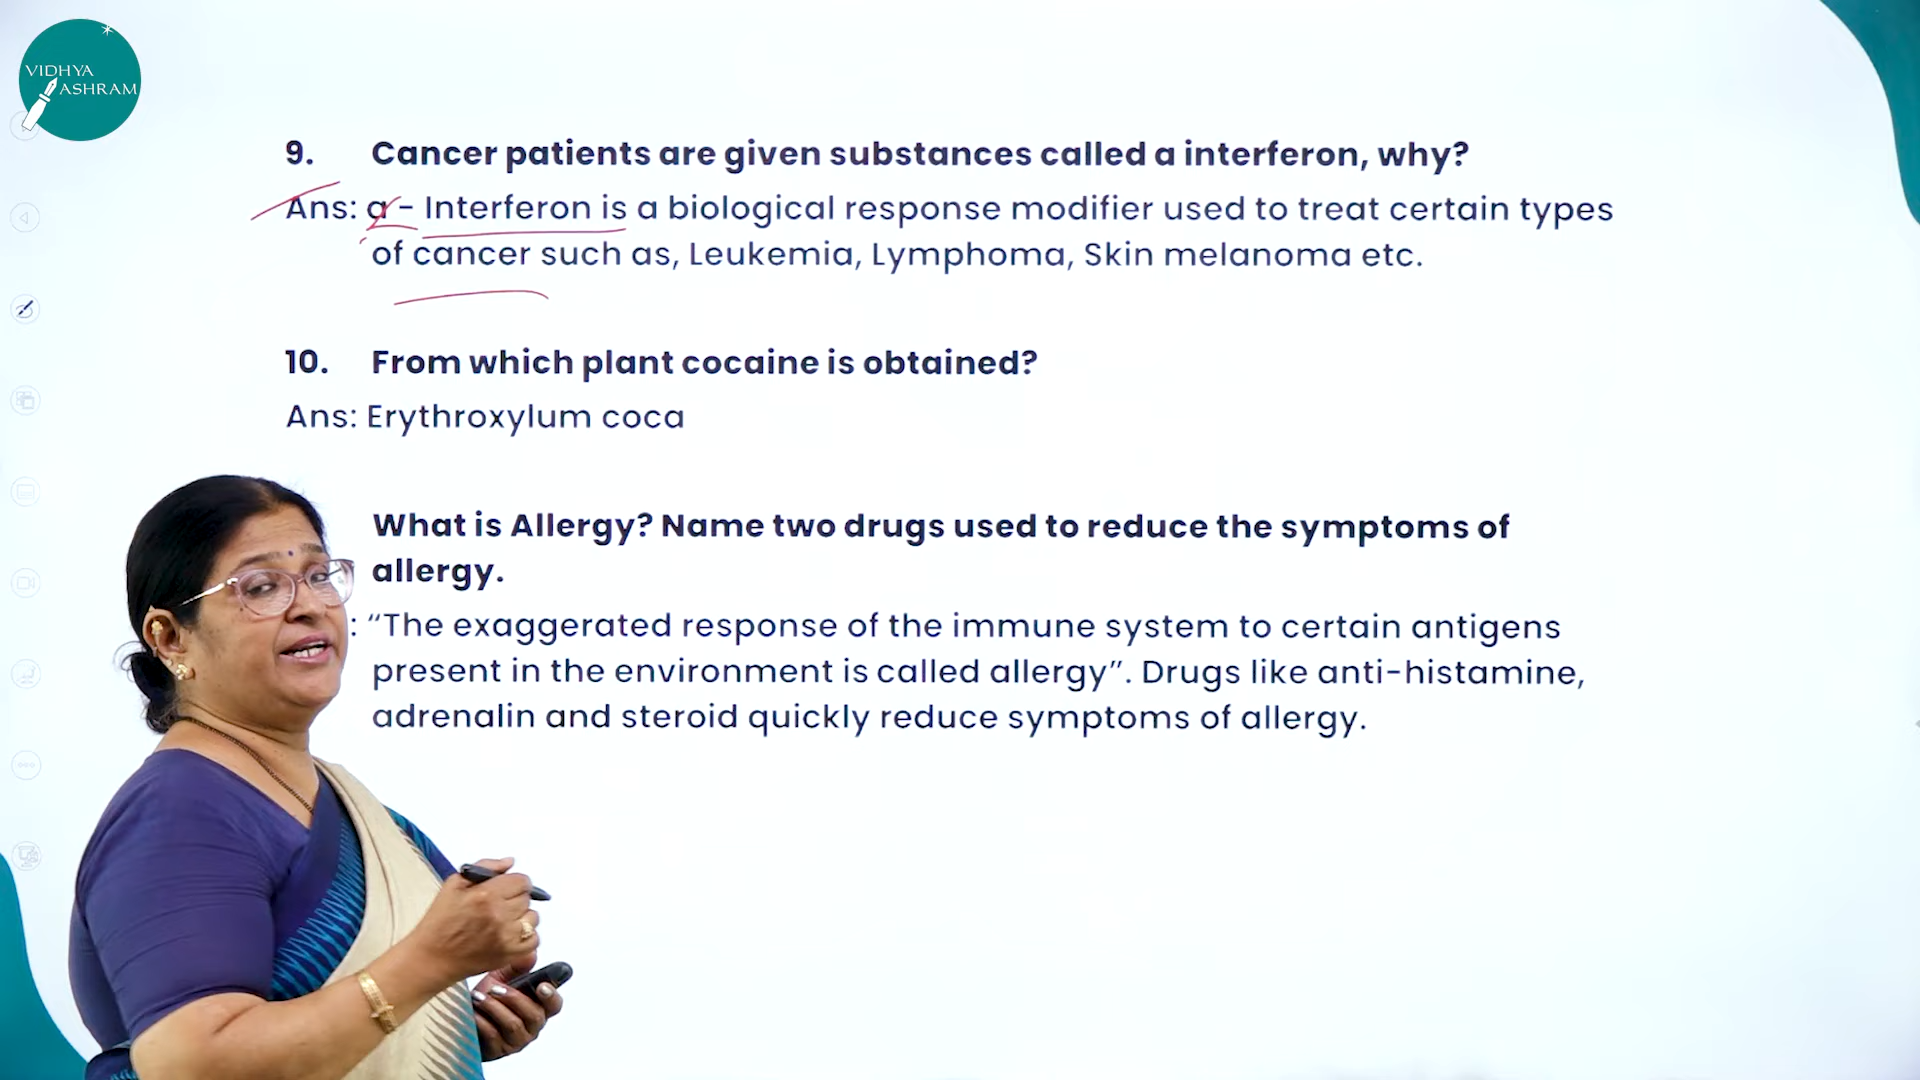 VIDHYA
ASHRAM
9. Cancer patients are given substances called a interferon, why?
Ans: α - Interferon is a biological response modifier used to treat certain types
of cancer such as, Leukemia, Lymphoma, Skin melanoma etc.
10. From which plant cocaine is obtained?
Ans: Erythroxylum coca
What is Allergy? Name two drugs used to reduce the symptoms of
allergy.
: “The exaggerated response of the immune system to certain antigens
present in the environment is called allergy”. Drugs like anti-histamine,
adrenalin and steroid quickly reduce symptoms of allergy.